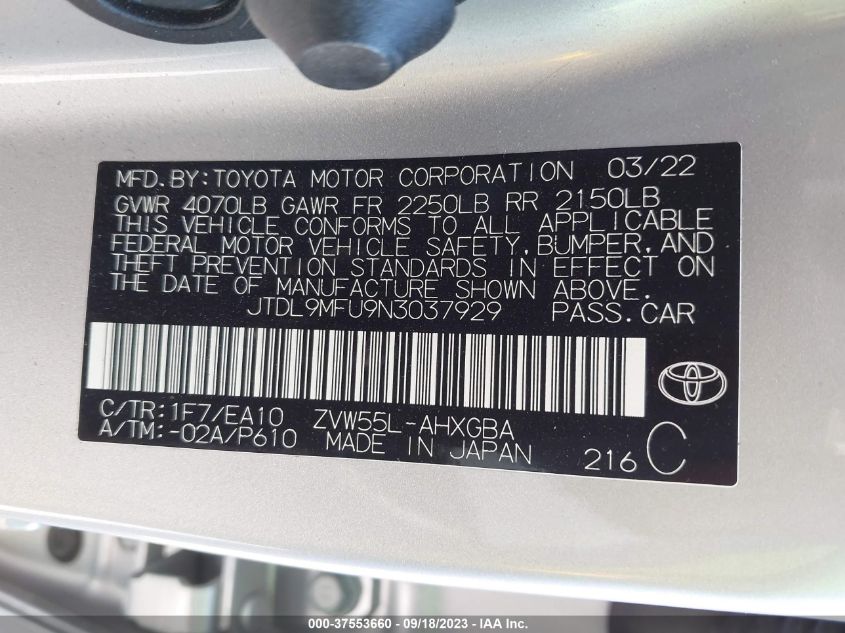 MFD.BY:TOYOTA MOTOR CORPORATION 03/22
GVWR 4070LB GAWR FR 2250LB RR 2150LB
THIS VEHICLE CONFORMS TO ALL APPLICABLE
FEDERAL MOTOR VEHICLE SAFETY,BUMPER,AND
THEFT PREVENTION STANDARDS IN EFFECT ON
THE DATE OF MANUFACTURE SHOWN ABOVE.
JTDL9MFU9N3037929 PASS.CAR
C/TR:1F7/EA10 ZVW55L-AHXGBA
A/TM:-02A/P610 MADE IN JAPAN 216 C
000-37553660 - 09/18/2023 - IAA Inc.